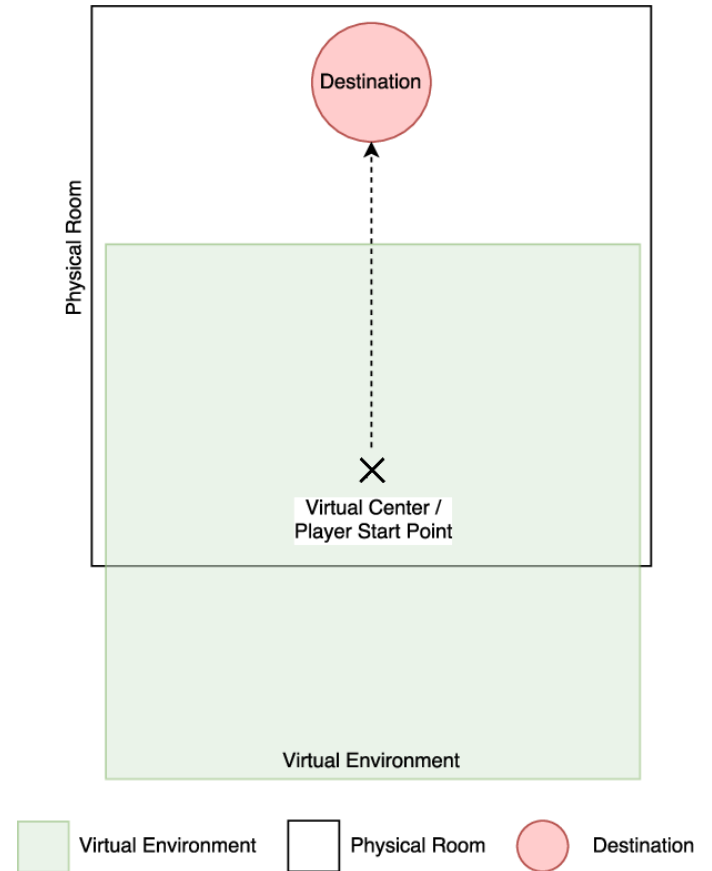 Destination
Physical Room
Virtual Center /
Player Start Point
Virtual Environment
Virtual Environment
Physical Room
Destination